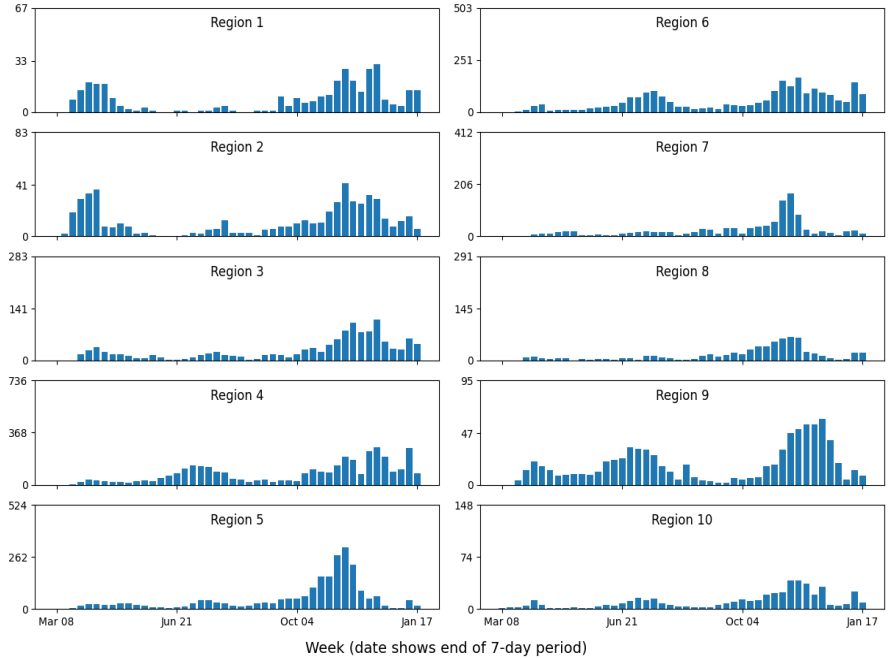 67
Region 1
33
0
503
Region 6
251
0
83
Region 2
41
0
412
Region 7
206
0
283
Region 3
141
0
291
Region 8
145
0
736
Region 4
368
0
95
Region 9
47
0
524
Region 5
262
0
148
Region 10
74
0
Mar 08 Jun 21 Oct 04 Jan 17
Mar 08 Jun 21 Oct 04 Jan 17
Week (date shows end of 7-day period)